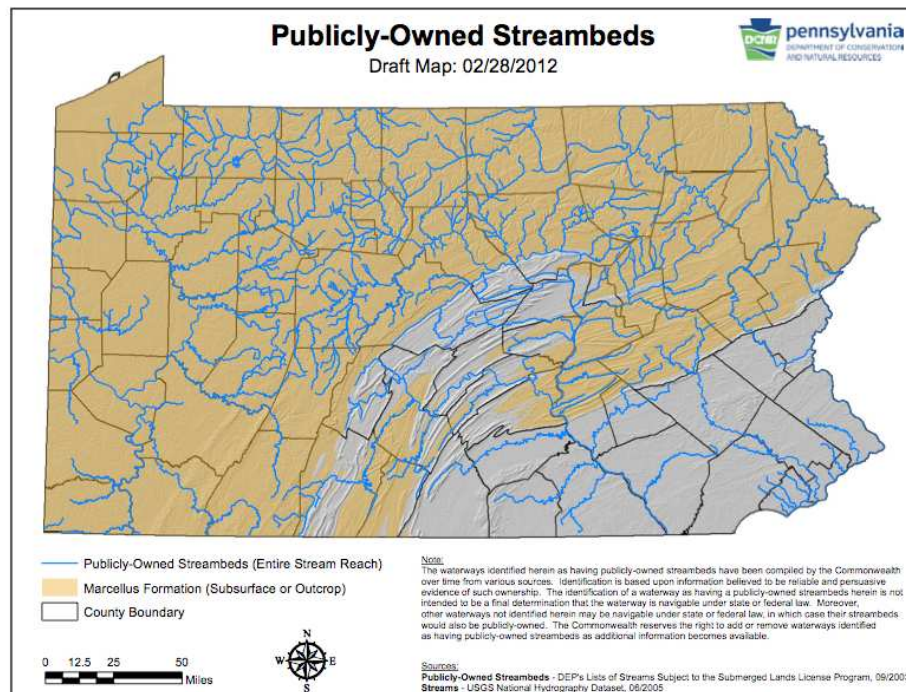 Publicly-Owned Streambeds
Draft Map: 02/28/2012
DCNR
pennsylvania
DEPARTMENT OF CONSERVATION
AND NATURAL RESOURCES
Publicly-Owned Streambeds (Entire Stream Reach)
Marcellus Formation (Subsurface or Outcrop)
County Boundary
0 12.5 25 50
Miles
N
W E
S
Note:
The waterways identified herein as having publicly-owned streambeds have been compiled by the Commonwealth
over time from various sources. Identification is based upon information believed to be reliable and persuasive
evidence of such ownership. The identification of a waterway as having a publicly-owned streambeds herein is not
intended to be a final determination that the waterway is navigable under state or federal law. Moreover,
other waterways not identified herein may be navigable under state or federal law, in which case their streambeds
would also be publicly-owned. The Commonwealth reserves the right to add or remove waterways identified
as having publicly-owned streambeds as additional information becomes available.
Sources:
Publicly-Owned Streambeds - DEP's Lists of Streams Subject to the Submerged Lands License Program, 09/2003
Streams - USGS National Hydrography Dataset, 06/2005